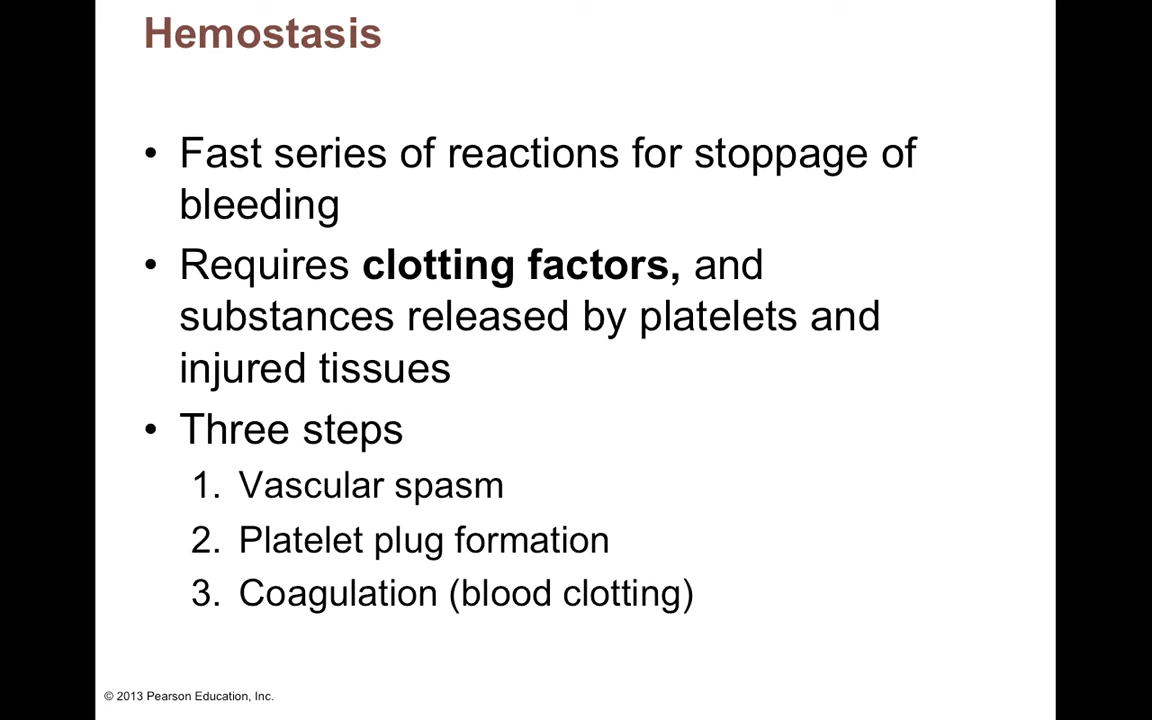 Hemostasis
• Fast series of reactions for stoppage of
bleeding
• Requires clotting factors, and
substances released by platelets and
injured tissues
• Three steps
1. Vascular spasm
2. Platelet plug formation
3. Coagulation (blood clotting)
© 2013 Pearson Education, Inc.